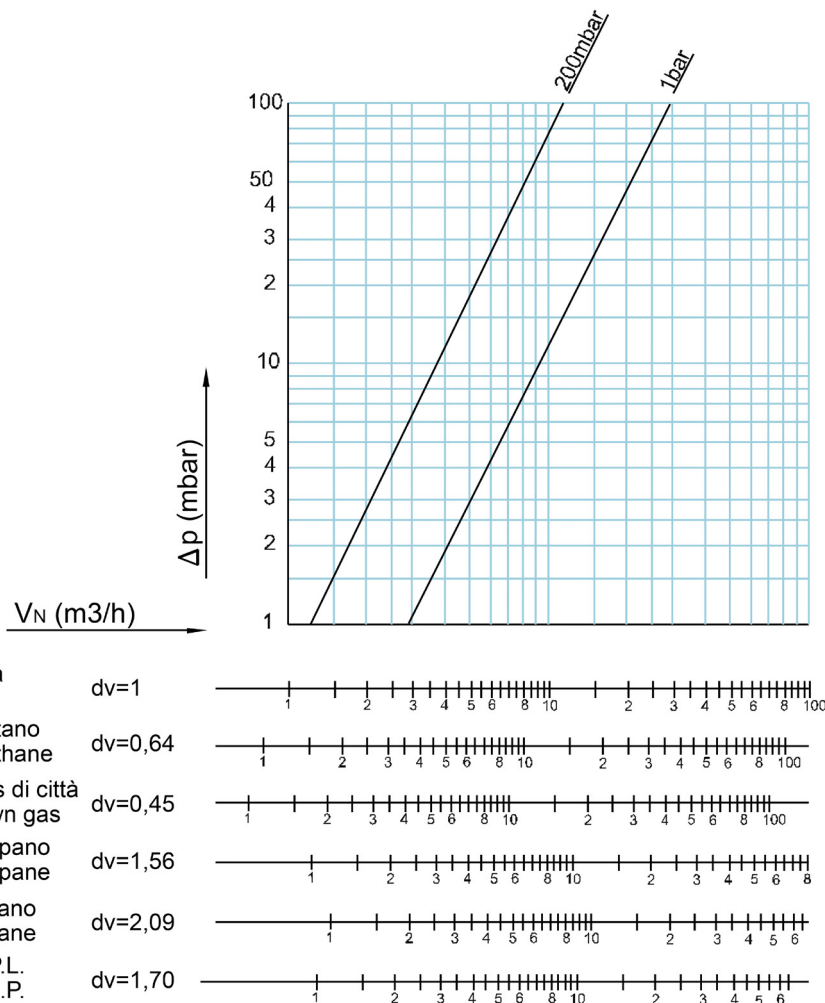 200mbar 1bar
100
50
4
3
2
10
5
4
3
2
1
Δp (mbar)
VN (m3/h)
dv=1
1 2 3 4 5 6 8 10 2 3 4 5 6 8 100
dv=0,64
1 2 3 4 5 6 8 10 2 3 4 5 6 8 100
s di città
dv=0,45
n gas
1 2 3 4 5 6 8 10 2 3 4 5 6 8 100
pano
dv=1,56
pane
1 2 3 4 5 6 8 10 2 3 4 5 6 8
ano
dv=2,09
ane
1 2 3 4 5 6 8 10 2 3 4 5 6
P.L.
dv=1,70
.P.
1 2 3 4 5 6 8 10 2 3 4 5 6